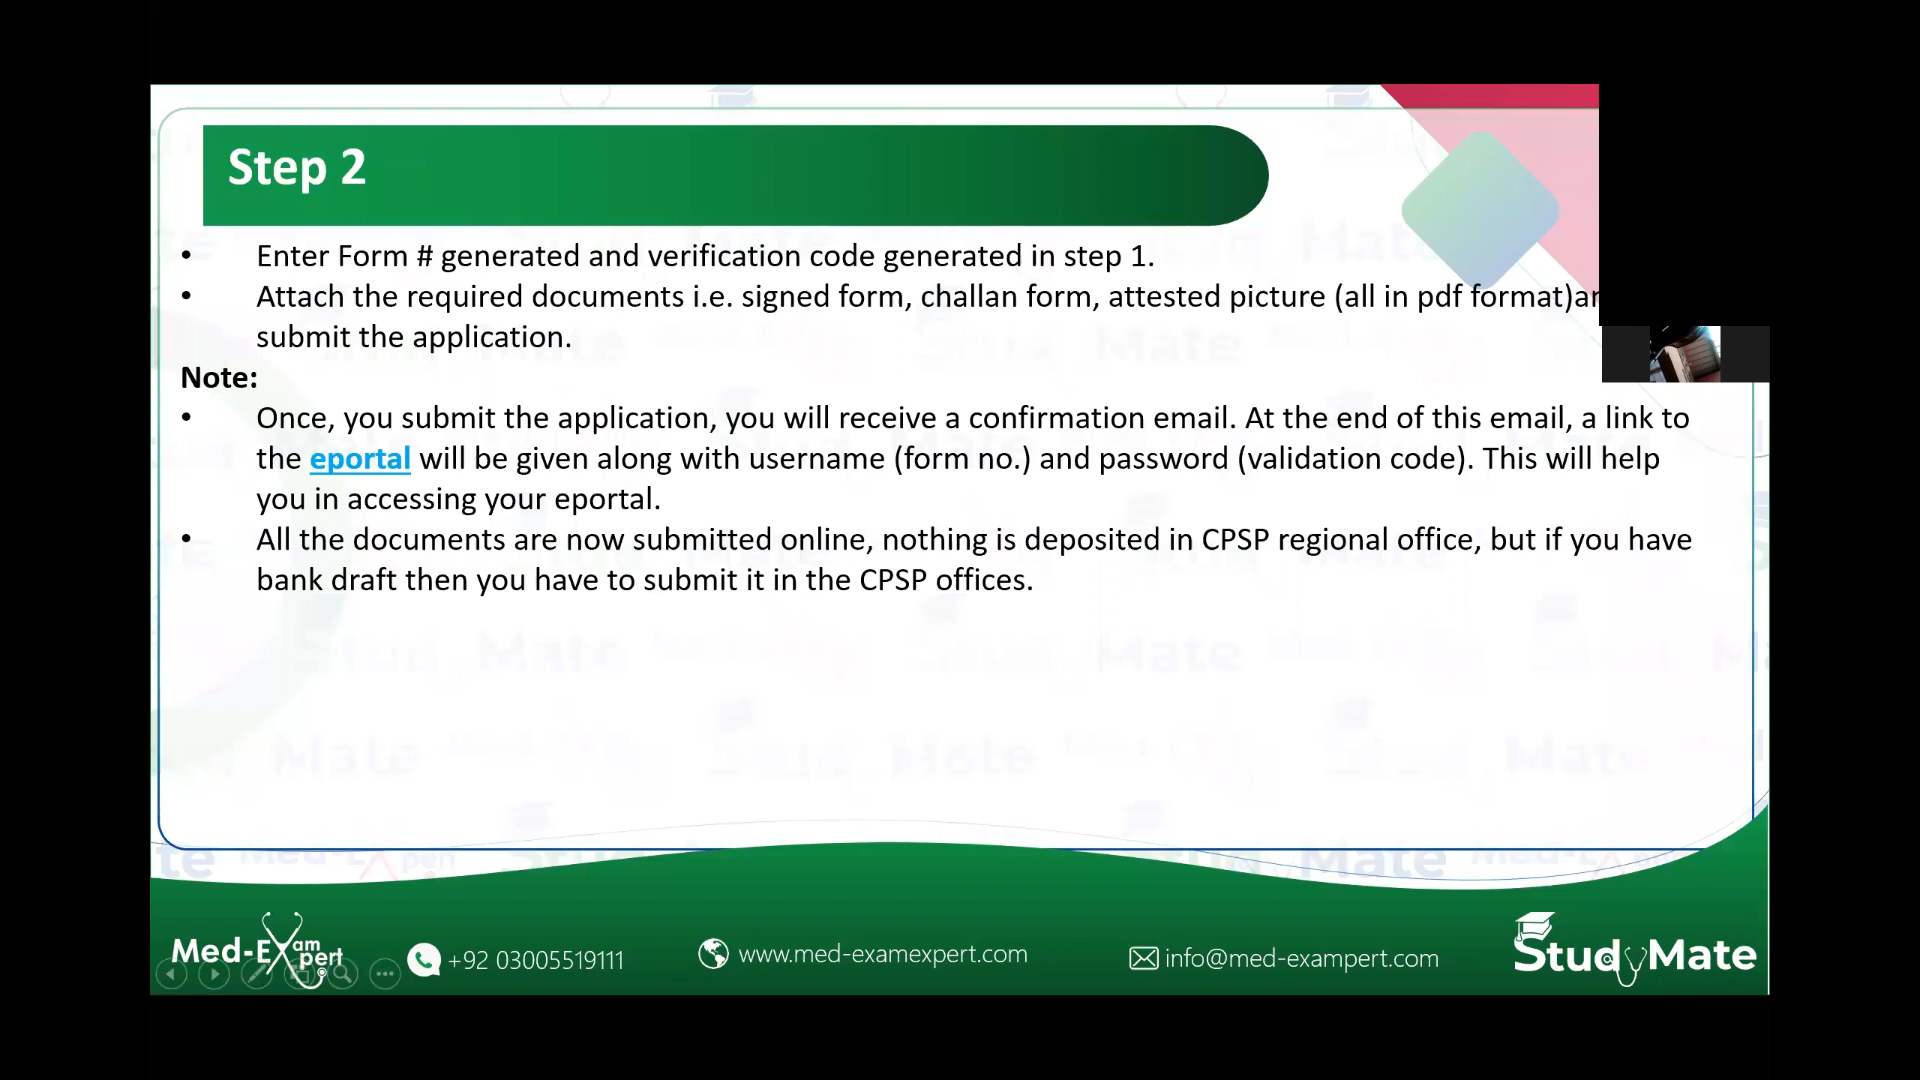 Step 2
• Enter Form # generated and verification code generated in step 1.
• Attach the required documents i.e. signed form, challan form, attested picture (all in pdf format)
submit the application.
Note:
• Once, you submit the application, you will receive a confirmation email. At the end of this email, a link to
the eportal will be given along with username (form no.) and password (validation code). This will help
you in accessing your eportal.
• All the documents are now submitted online, nothing is deposited in CPSP regional office, but if you have
bank draft then you have to submit it in the CPSP offices.
Med-Exam Expert
+92 03005519111
www.med-examexpert.com
info@med-exampert.com
Study Mate